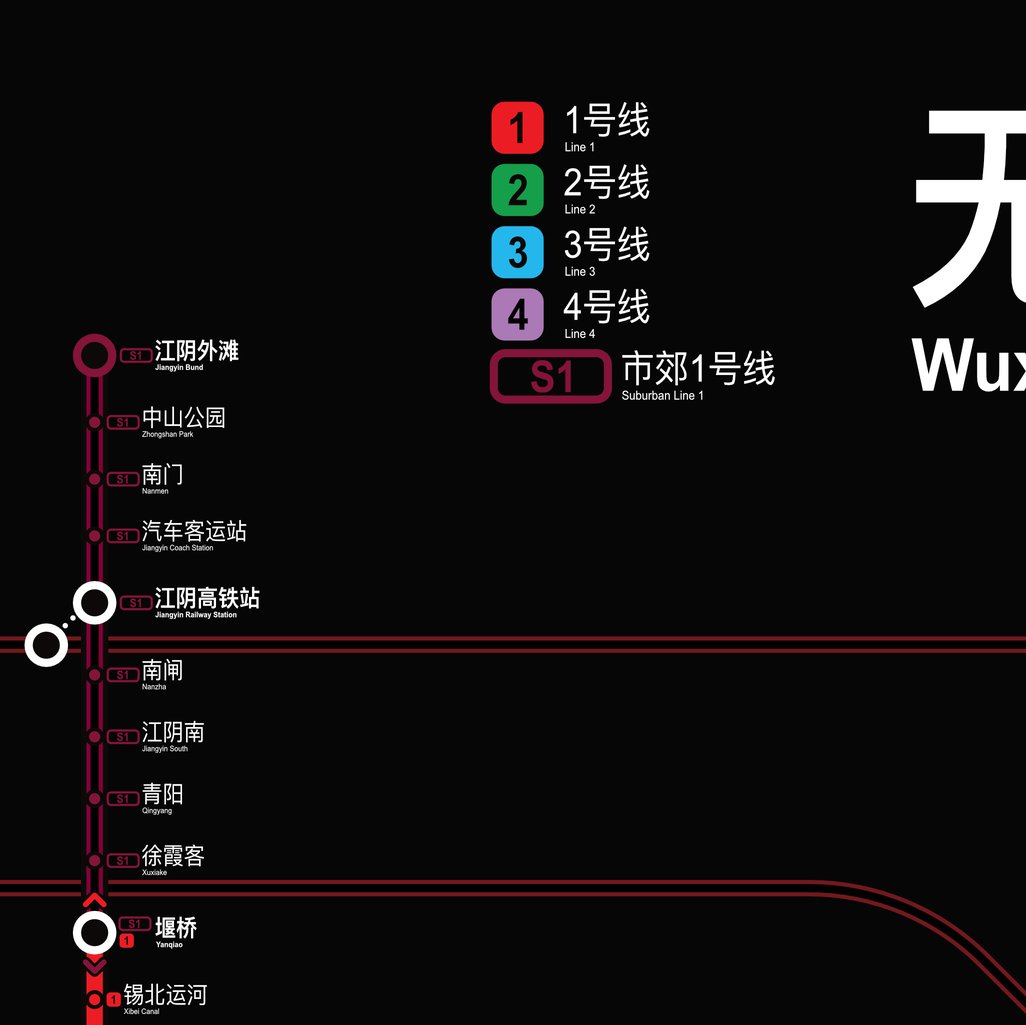 1
1号线
Line 1
2
2号线
Line 2
3
3号线
Line 3
4
4号线
Line 4
S1
市郊1号线
Suburban Line 1
无
Wux
S1
江阴外滩
Jiangyin Bund
S1
中山公园
Zhongshan Park
S1
南门
Nanmen
S1
汽车客运站
Jiangyin Coach Station
S1
江阴高铁站
Jiangyin Railway Station
S1
南闸
Nanzha
S1
江阴南
Jiangyin South
S1
青阳
Qingyang
S1
徐霞客
Xuxiake
S1
1
堰桥
Yanqiao
1
锡北运河
Xibei Canal